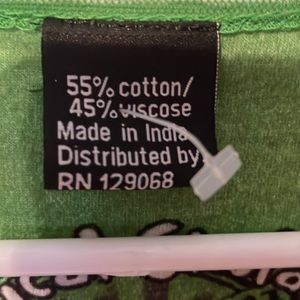 55% cotton/
45% viscose
Made in India
Distributed by
RN 129068